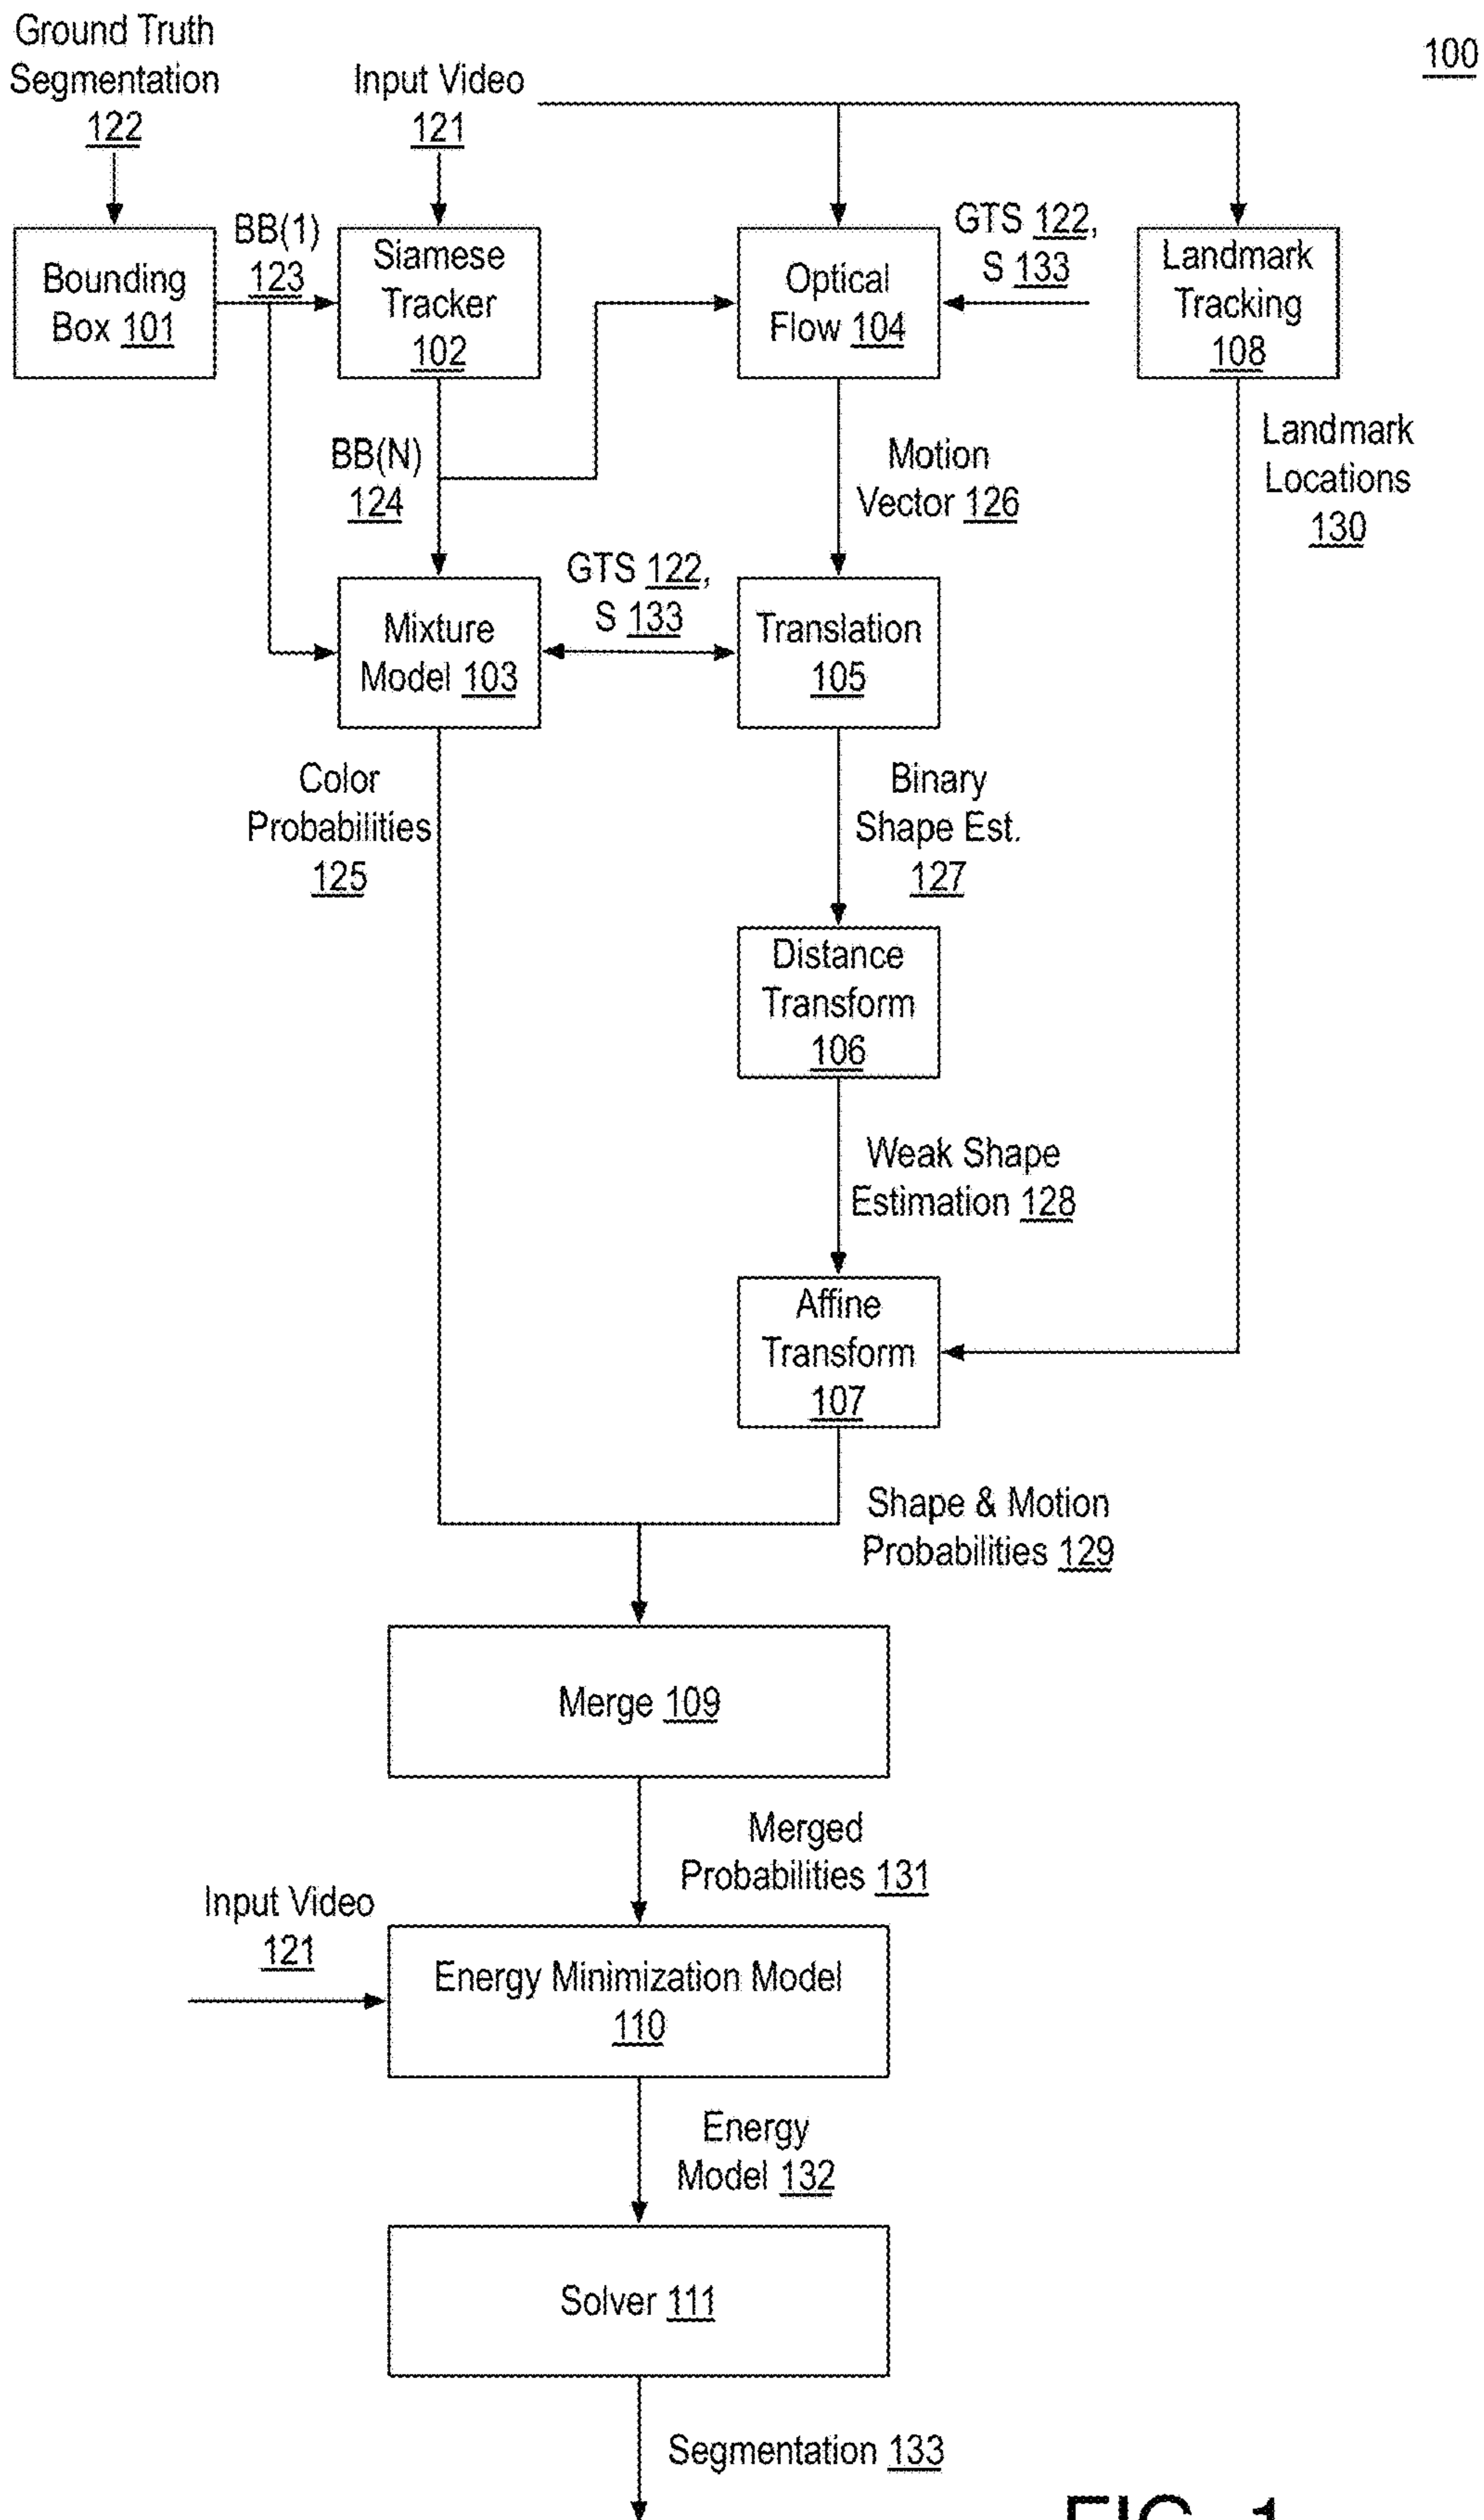 Ground Truth
Segmentation
122
Input Video
121
100
Bounding
Box 101
BB(1)
123
Siamese
Tracker
102
Optical
Flow 104
GTS 122,
S 133
Landmark
Tracking
108
BB(N)
124
Motion
Vector 126
Landmark
Locations
130
Mixture
Model 103
GTS 122,
S 133
Translation
105
Color
Probabilities
125
Binary
Shape Est.
127
Distance
Transform
106
Weak Shape
Estimation 128
Affine
Transform
107
Shape & Motion
Probabilities 129
Merge 109
Merged
Probabilities 131
Input Video
121
Energy Minimization Model
110
Energy
Model 132
Solver 111
Segmentation 133
FIG. 1